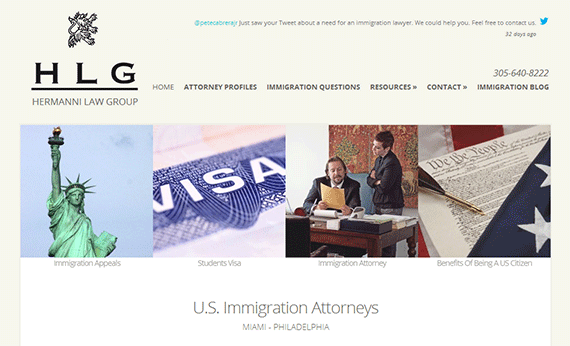 @petecabrerajr Just saw your Tweet about a need for an immigration lawyer. We could help you. Feel free to contact us.
32 days ago
HLG
HERMANNI LAW GROUP
305-640-8222
HOME ATTORNEY PROFILES IMMIGRATION QUESTIONS RESOURCES » CONTACT » IMMIGRATION BLOG
VISA
We the People
Immigration Appeals
Students Visa
Immigration Attorney
Benefits Of Being A US Citizen
U.S. Immigration Attorneys
MIAMI - PHILADELPHIA